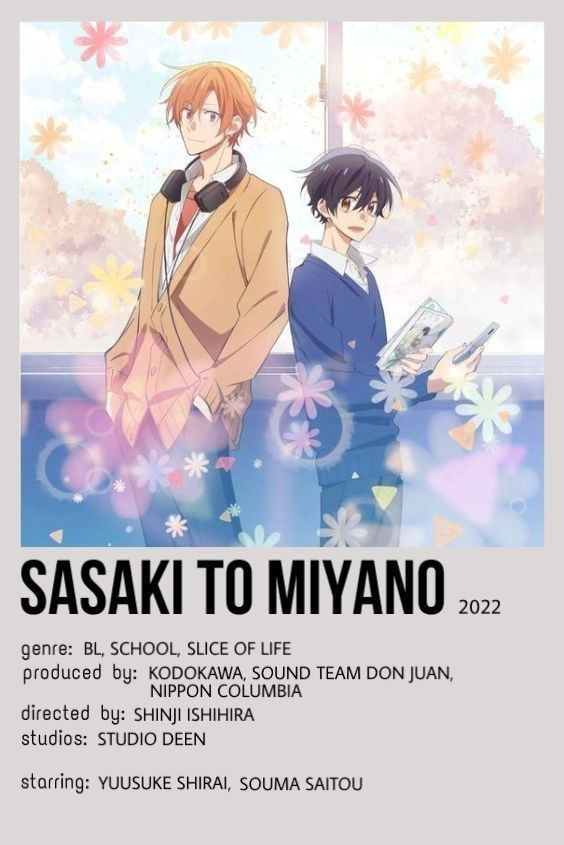 SASAKI TO MIYANO 2022
genre: BL, SCHOOL, SLICE OF LIFE
produced by: KODOKAWA, SOUND TEAM DON JUAN,
NIPPON COLUMBIA
directed by: SHINJI ISHIHIRA
studios: STUDIO DEEN
starring: YUUSUKE SHIRAI, SOUMA SAITOU